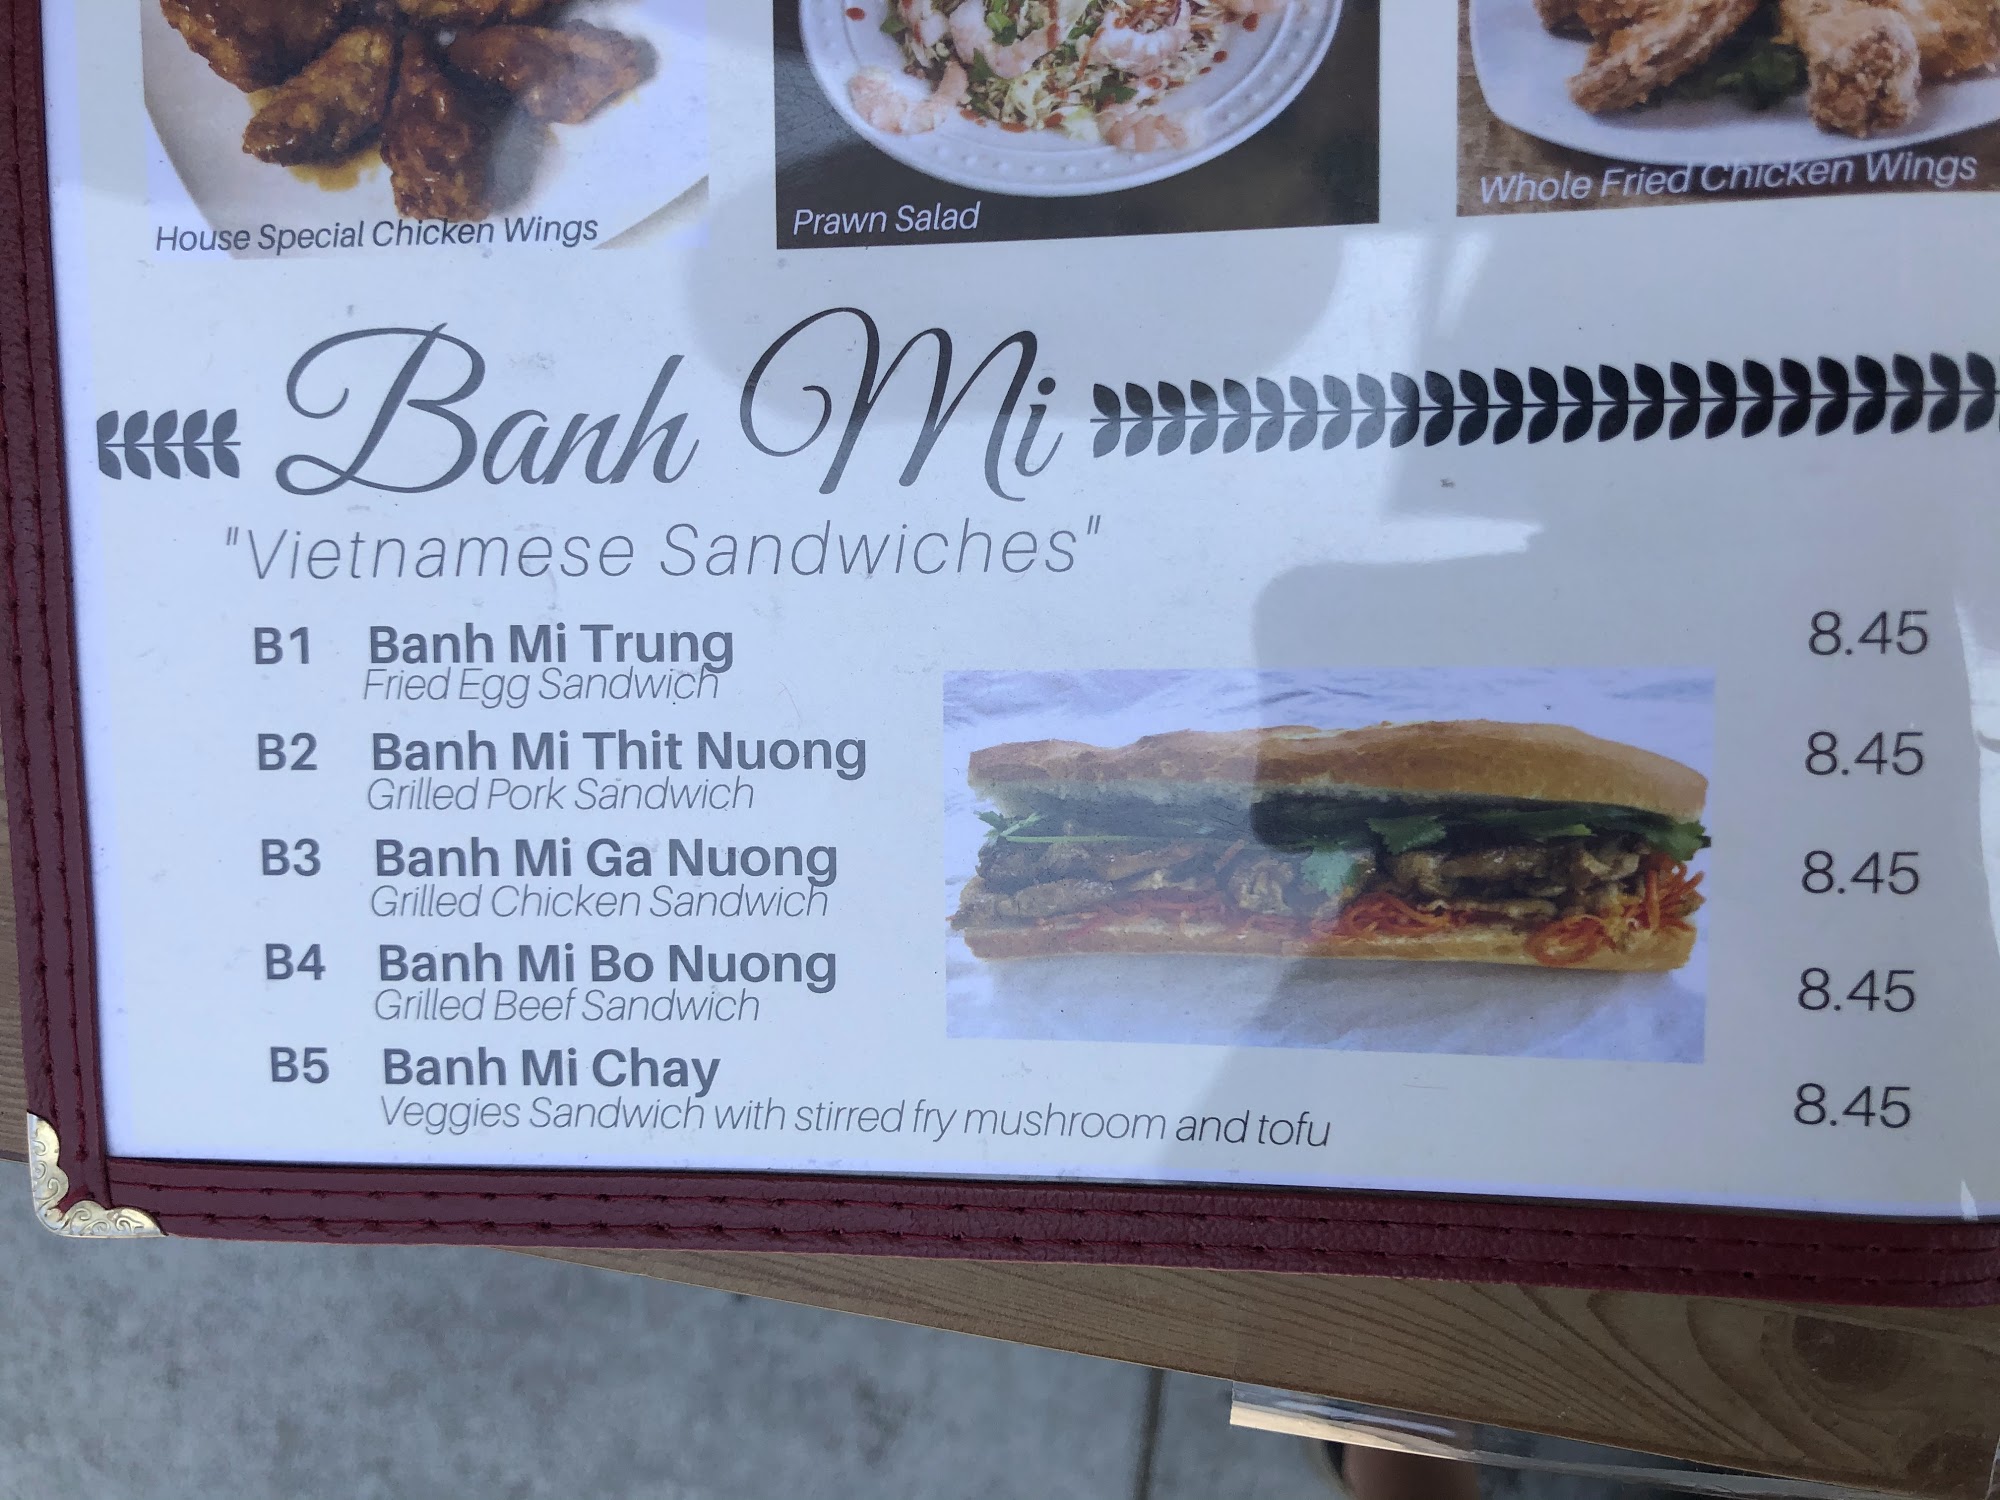 House Special Chicken Wings
Prawn Salad
Whole Fried Chicken Wings
Banh Mi
"Vietnamese Sandwiches"
B1 Banh Mi Trung 8.45
Fried Egg Sandwich
B2 Banh Mi Thit Nuong 8.45
Grilled Pork Sandwich
B3 Banh Mi Ga Nuong 8.45
Grilled Chicken Sandwich
B4 Banh Mi Bo Nuong 8.45
Grilled Beef Sandwich
B5 Banh Mi Chay 8.45
Veggies Sandwich with stirred fry mushroom and tofu